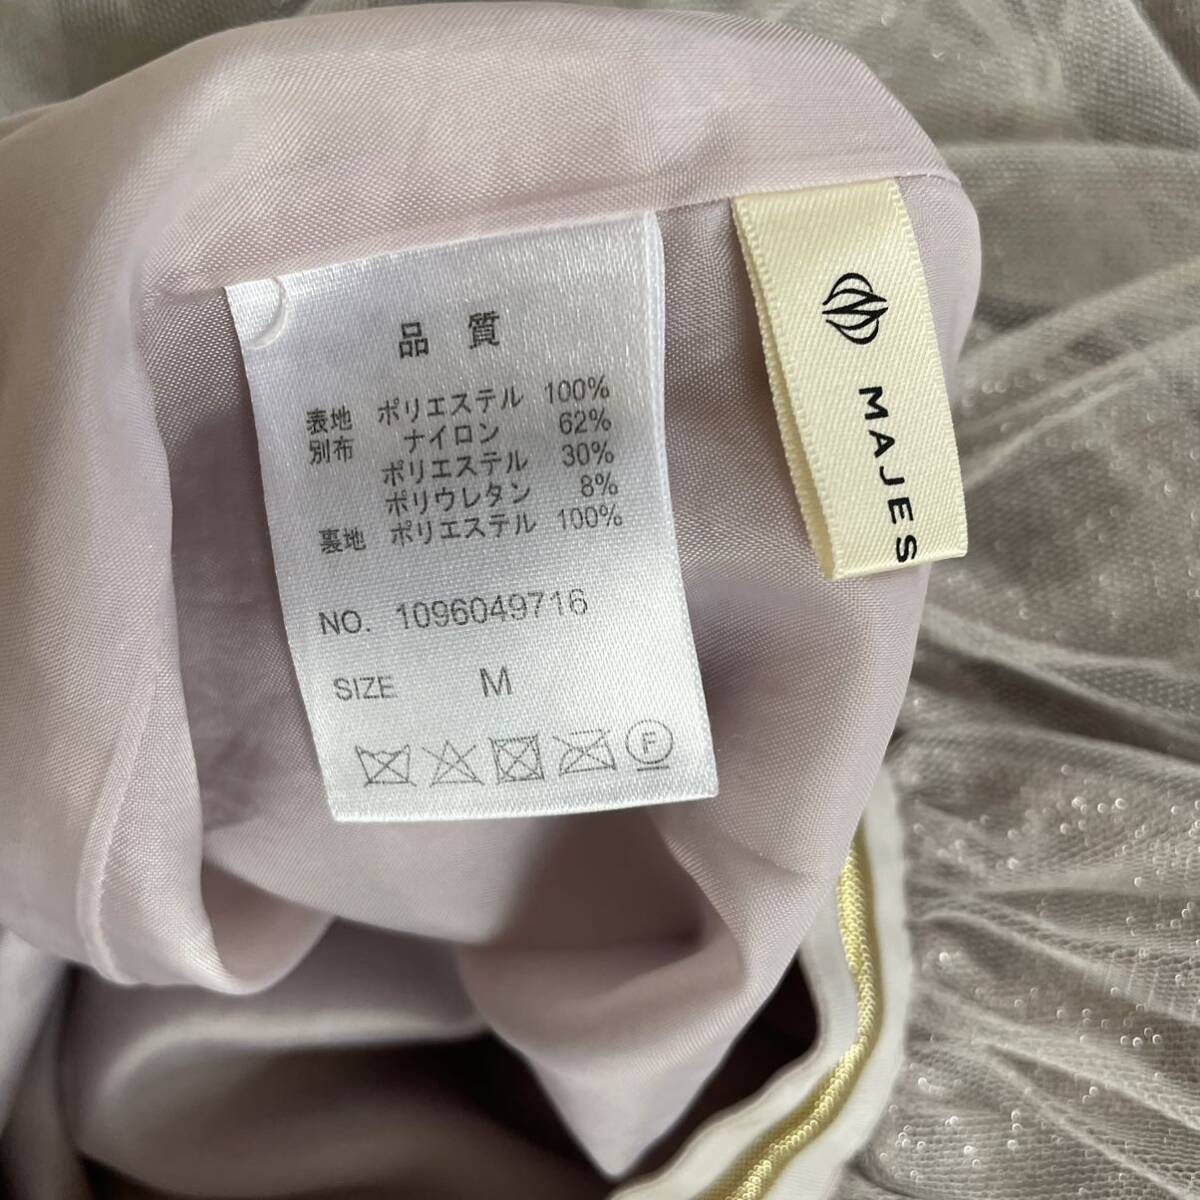 品 質
表地 ポリエステル 100%
別布 ナイロン 62%
ポリエステル 30%
ポリウレタン 8%
裏地 ポリエステル 100%
NO. 1096049716
SIZE M
F
MAJES